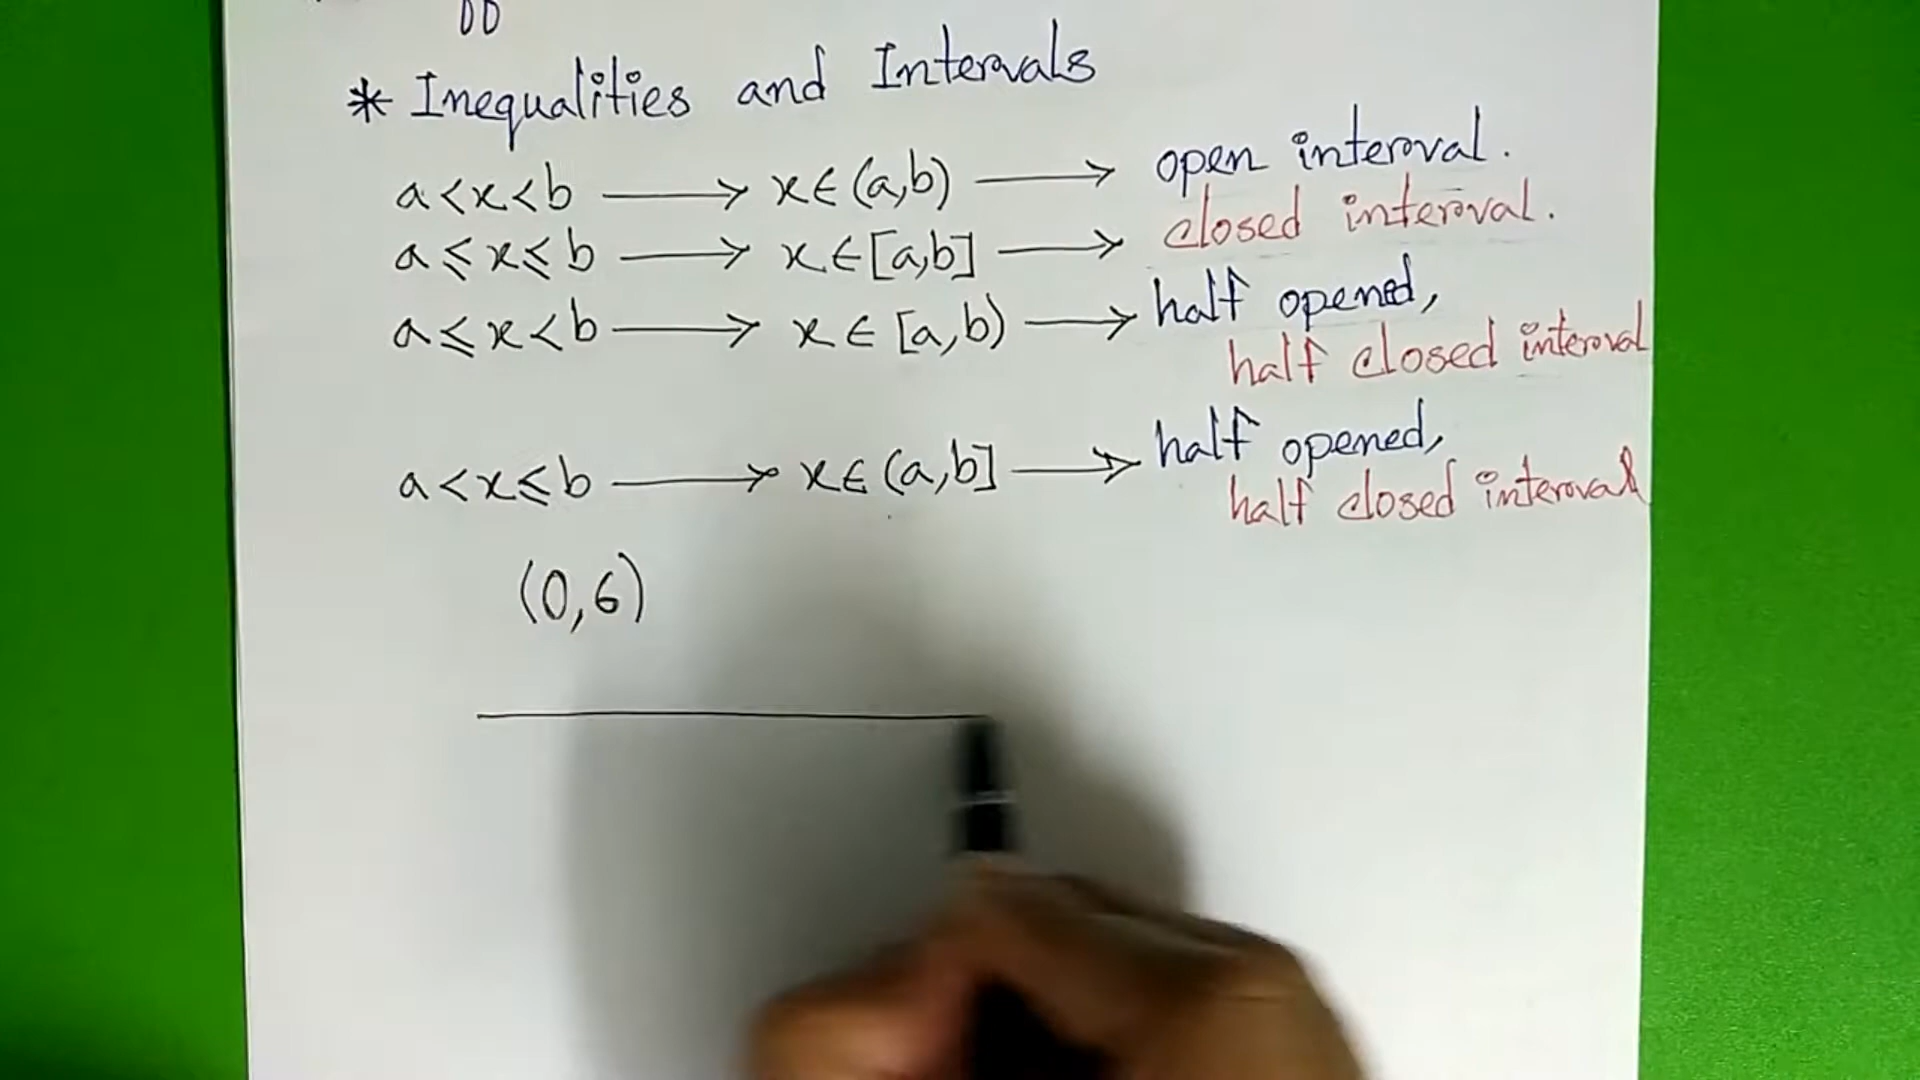 * Inequalities and Intervals
a<x<b ⟶ x∈(a,b) ⟶ open interval.
a⩽x⩽b ⟶ x∈[a,b] ⟶ closed interval.
a⩽x<b ⟶ x∈[a,b) ⟶ half opened,
half closed interval
a<x⩽b ⟶ x∈(a,b] ⟶ half opened,
half closed interval
(0,6)